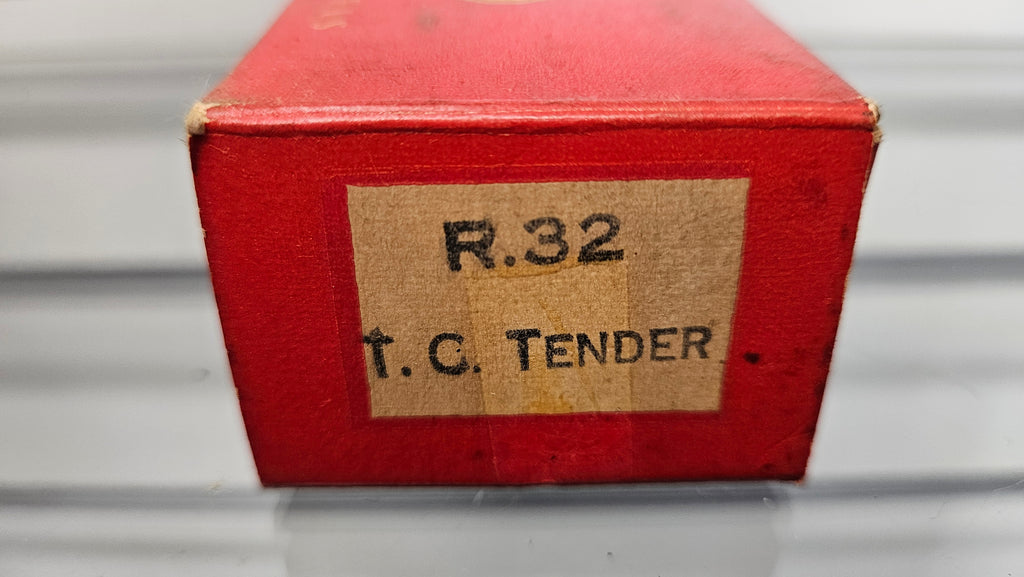 R.32
T. C. TENDER